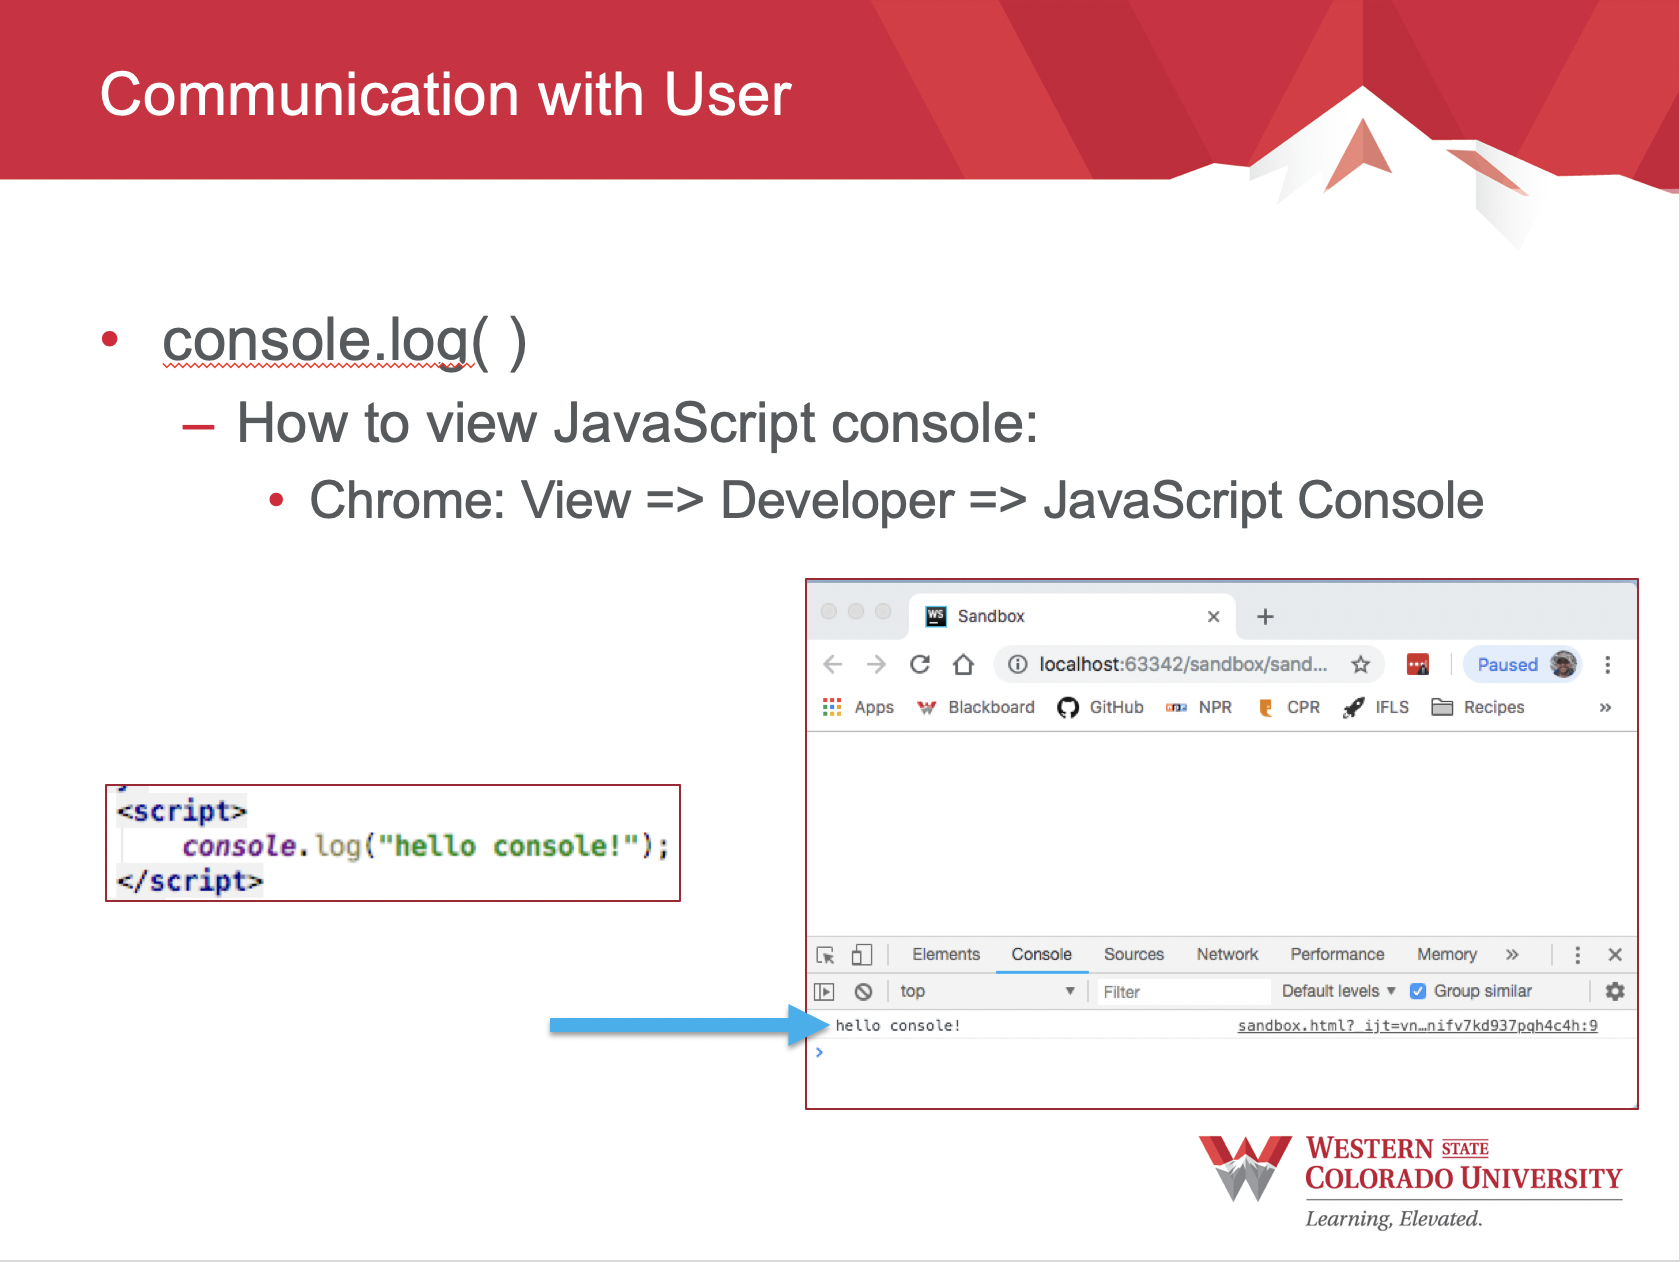 Communication with User
• console.log( )
– How to view JavaScript console:
• Chrome: View => Developer => JavaScript Console
<script>
console.log("hello console!");
</script>
WS Sandbox
localhost:63342/sandbox/sand... Paused
Apps Blackboard GitHub npr NPR CPR IFLS Recipes »
Elements Console Sources Network Performance Memory »
top Filter Default levels Group similar
hello console! sandbox.html?_ijt=vn…nifv7kd937pqh4c4h:9
>
WESTERN STATE
COLORADO UNIVERSITY
Learning, Elevated.